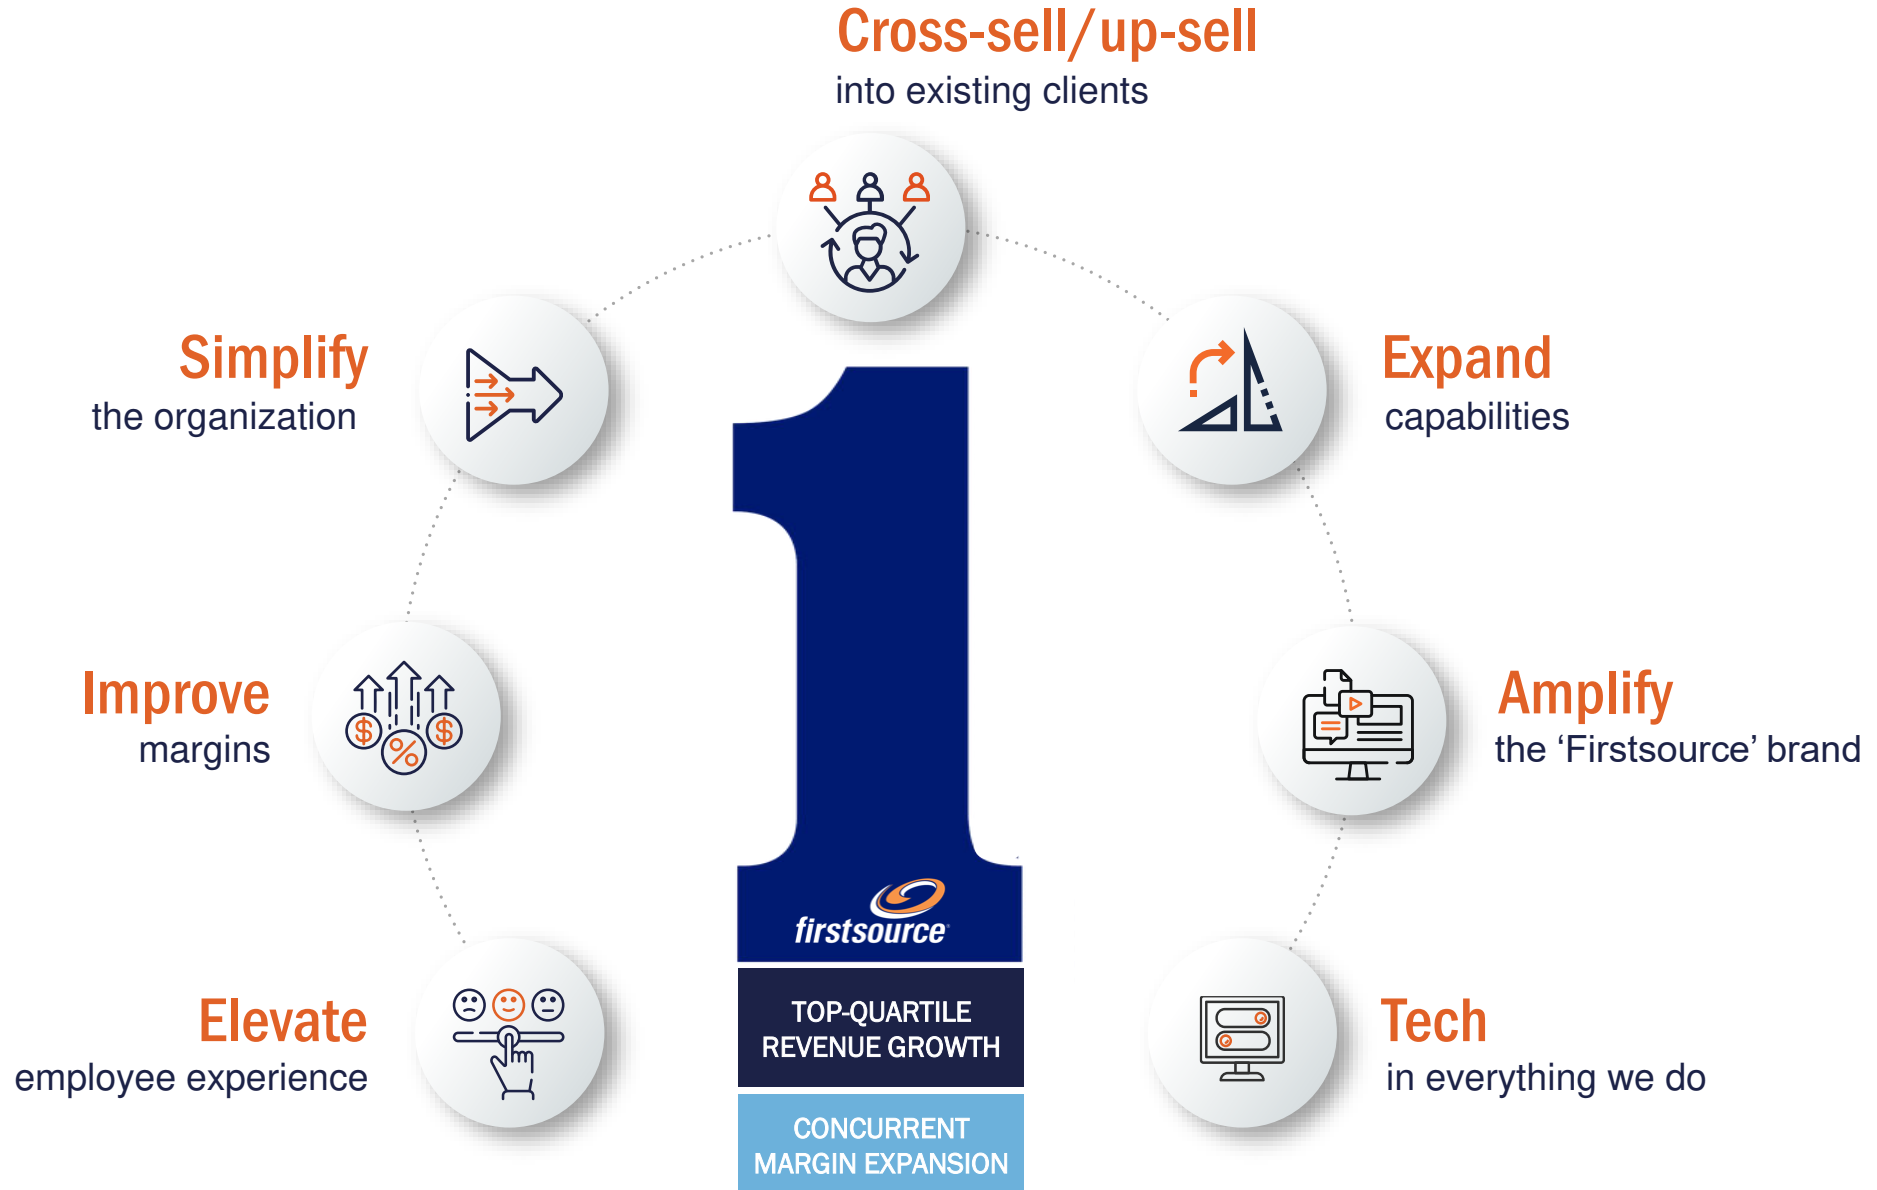 Cross-sell/up-sell
into existing clients
Simplify
the organization
Expand
capabilities
Improve
margins
Amplify
the ‘Firstsource’ brand
Elevate
employee experience
Tech
in everything we do
1
firstsource
TOP-QUARTILE
REVENUE GROWTH
CONCURRENT
MARGIN EXPANSION